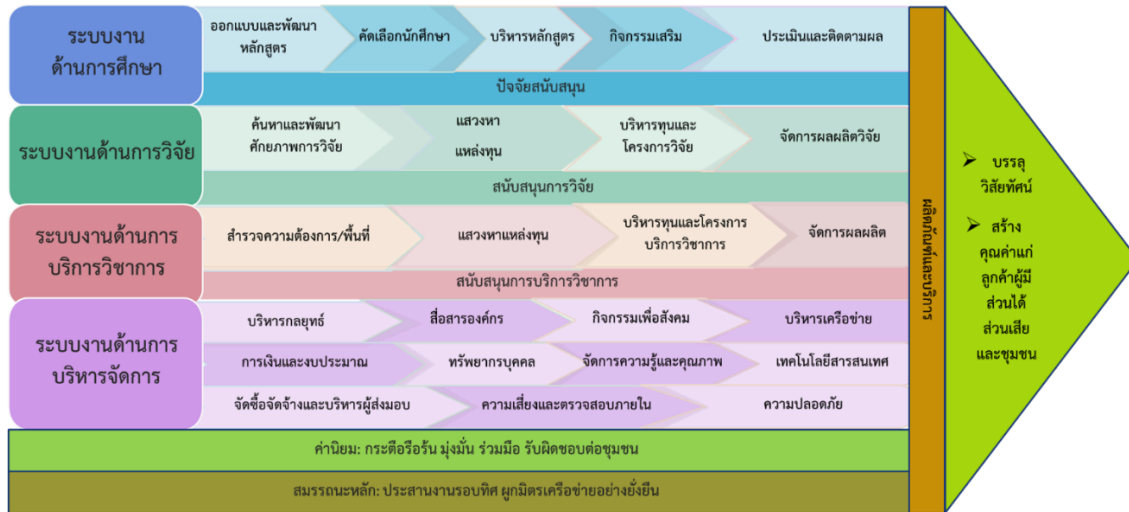 ระบบงาน
ด้านการศึกษา
ออกแบบและพัฒนา
หลักสูตร
คัดเลือกนักศึกษา
บริหารหลักสูตร
กิจกรรมเสริม
ประเมินและติดตามผล
ปัจจัยสนับสนุน
ระบบงานด้านการวิจัย
ค้นหาและพัฒนา
ศักยภาพการวิจัย
แสวงหา
แหล่งทุน
บริหารทุนและ
โครงการวิจัย
จัดการผลผลิตวิจัย
สนับสนุนการวิจัย
ระบบงานด้านการ
บริการวิชาการ
สำรวจความต้องการ/พื้นที่
แสวงหาแหล่งทุน
บริหารทุนและโครงการ
บริการวิชาการ
จัดการผลผลิต
สนับสนุนการบริการวิชาการ
ระบบงานด้านการ
บริหารจัดการ
บริหารกลยุทธ์
สื่อสารองค์กร
กิจกรรมเพื่อสังคม
บริหารเครือข่าย
การเงินและงบประมาณ
ทรัพยากรบุคคล
จัดการความรู้และคุณภาพ
เทคโนโลยีสารสนเทศ
จัดซื้อจัดจ้างและบริหารผู้ส่งมอบ
ความเสี่ยงและตรวจสอบภายใน
ความปลอดภัย
ค่านิยม: กระตือรือร้น มุ่งมั่น ร่วมมือ รับผิดชอบต่อชุมชน
สมรรถนะหลัก: ประสานงานรอบทิศ ผูกมิตรเครือข่ายอย่างยั่งยืน
ผลิตภัณฑ์และบริการ
➢ บรรลุ
วิสัยทัศน์
➢ สร้าง
คุณค่าแก่
ลูกค้าผู้มี
ส่วนได้
ส่วนเสีย
และชุมชน